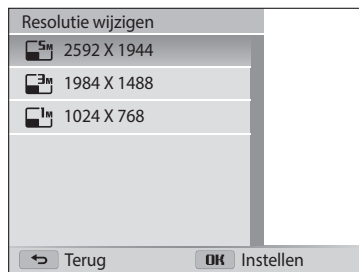 Resolutie wijzigen
5M 2592 X 1944
3M 1984 X 1488
1M 1024 X 768
Terug OK Instellen